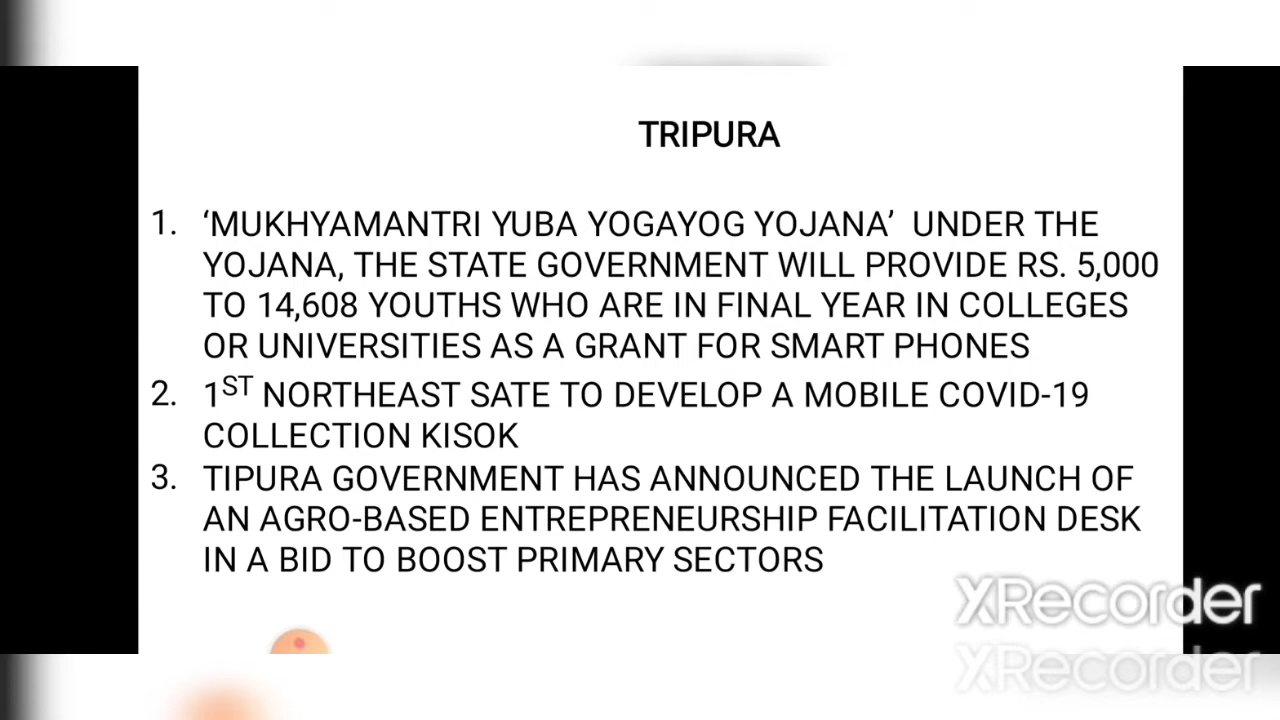 TRIPURA
1. ‘MUKHYAMANTRI YUBA YOGAYOG YOJANA’ UNDER THE
YOJANA, THE STATE GOVERNMENT WILL PROVIDE RS. 5,000
TO 14,608 YOUTHS WHO ARE IN FINAL YEAR IN COLLEGES
OR UNIVERSITIES AS A GRANT FOR SMART PHONES
2. 1ST NORTHEAST SATE TO DEVELOP A MOBILE COVID-19
COLLECTION KISOK
3. TIPURA GOVERNMENT HAS ANNOUNCED THE LAUNCH OF
AN AGRO-BASED ENTREPRENEURSHIP FACILITATION DESK
IN A BID TO BOOST PRIMARY SECTORS
XRecorder
XRecorder